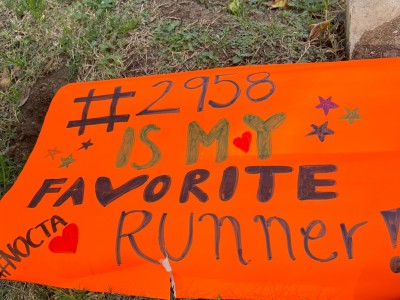 #2958
IS MY
FAVORITE
#NOCTA
RUnner!